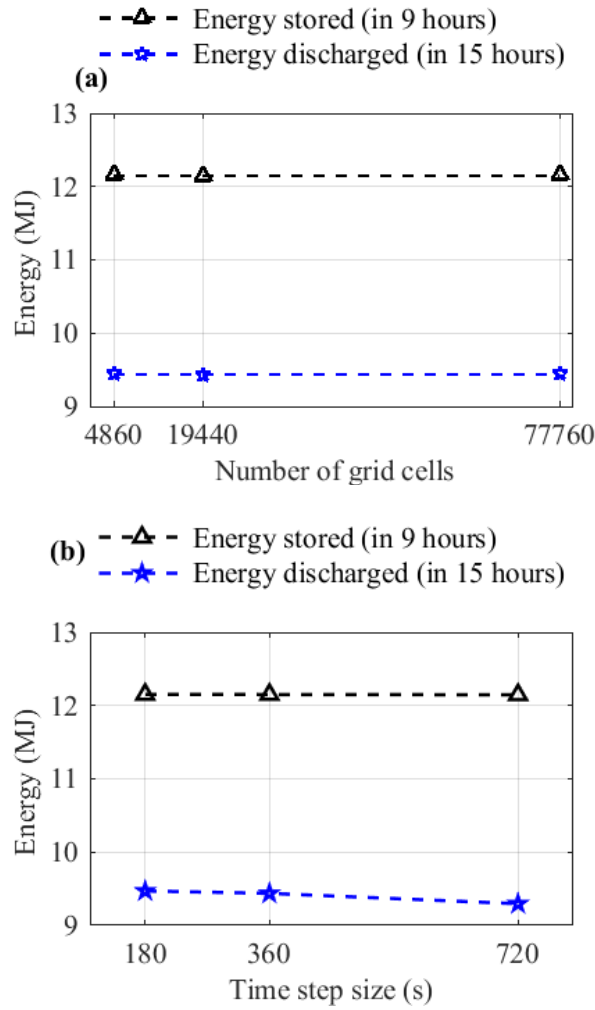 Energy stored (in 9 hours)
Energy discharged (in 15 hours)
(a)
13
12
11
10
9
Energy (MJ)
4860 19440 77760
Number of grid cells
(b)
Energy stored (in 9 hours)
Energy discharged (in 15 hours)
13
12
11
10
9
Energy (MJ)
180 360 720
Time step size (s)